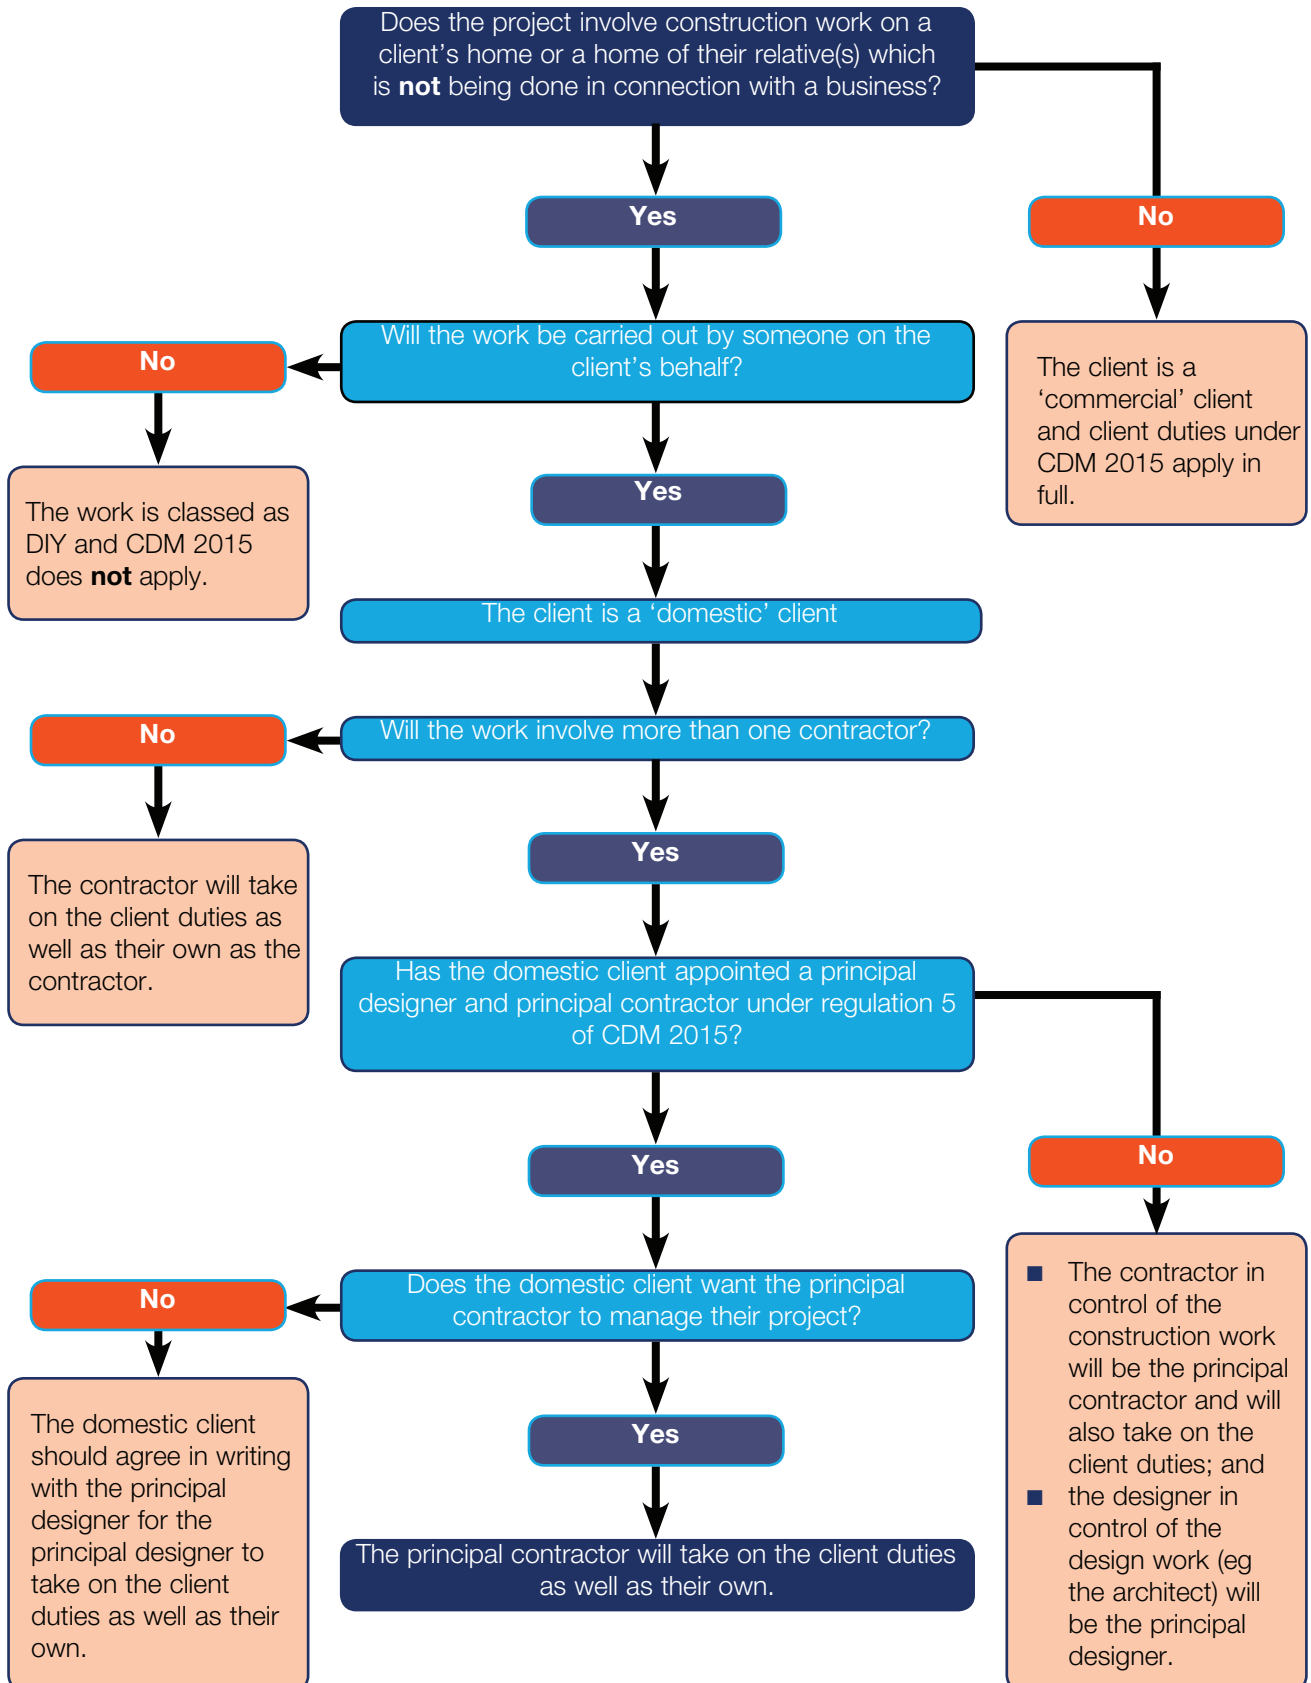 Does the project involve construction work on a
client’s home or a home of their relative(s) which
is not being done in connection with a business?
Yes
No
Will the work be carried out by someone on the
client’s behalf?
No
The client is a
‘commercial’ client
and client duties under
CDM 2015 apply in
full.
Yes
The work is classed as
DIY and CDM 2015
does not apply.
The client is a ‘domestic’ client
Will the work involve more than one contractor?
No
Yes
The contractor will take
on the client duties as
well as their own as the
contractor.
Has the domestic client appointed a principal
designer and principal contractor under regulation 5
of CDM 2015?
Yes
No
Does the domestic client want the principal
contractor to manage their project?
No
■ The contractor in
control of the
construction work
will be the principal
contractor and will
also take on the
client duties; and
■ the designer in
control of the
design work (eg
the architect) will
be the principal
designer.
Yes
The domestic client
should agree in writing
with the principal
designer for the
principal designer to
take on the client
duties as well as their
own.
The principal contractor will take on the client duties
as well as their own.